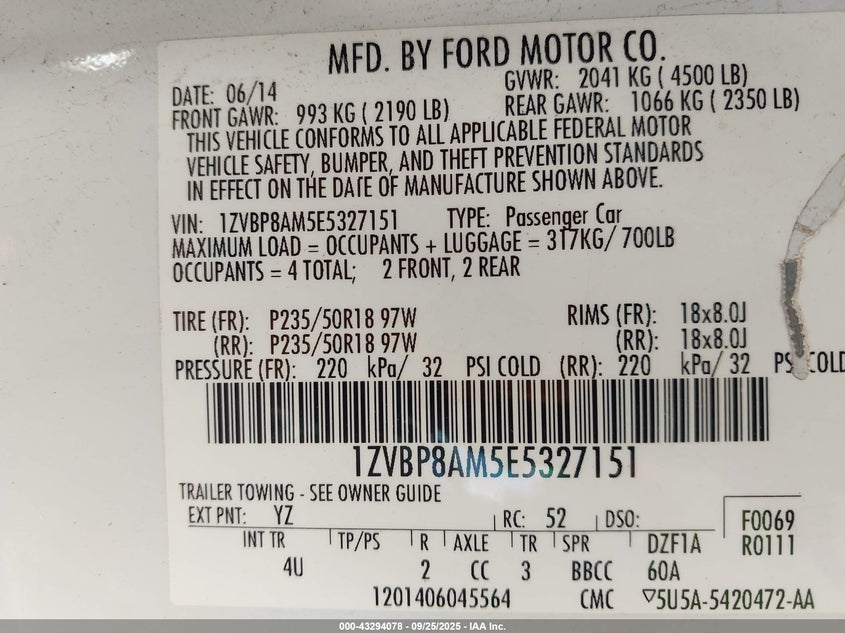 MFD. BY FORD MOTOR CO.
DATE: 06/14 GVWR: 2041 KG ( 4500 LB)
FRONT GAWR: 993 KG ( 2190 LB) REAR GAWR: 1066 KG ( 2350 LB)
THIS VEHICLE CONFORMS TO ALL APPLICABLE FEDERAL MOTOR
VEHICLE SAFETY, BUMPER, AND THEFT PREVENTION STANDARDS
IN EFFECT ON THE DATE OF MANUFACTURE SHOWN ABOVE.
VIN: 1ZVBP8AM5E5327151 TYPE: Passenger Car
MAXIMUM LOAD = OCCUPANTS + LUGGAGE = 317KG/ 700LB
OCCUPANTS = 4 TOTAL; 2 FRONT, 2 REAR
TIRE (FR): P235/50R18 97W RIMS (FR): 18x8.0J
(RR): P235/50R18 97W (RR): 18x8.0J
PRESSURE (FR): 220 kPa/ 32 PSI COLD (RR): 220 kPa/ 32 PSI COLD
1ZVBP8AM5E5327151
TRAILER TOWING - SEE OWNER GUIDE
EXT PNT: YZ RC: 52 DSO: F0069
INT TR TP/PS R AXLE TR SPR DZF1A R0111
4U 2 CC 3 BBCC 60A
1201406045564 CMC ▽5U5A-5420472-AA
000-43294078 - 09/25/2025 - IAA Inc.